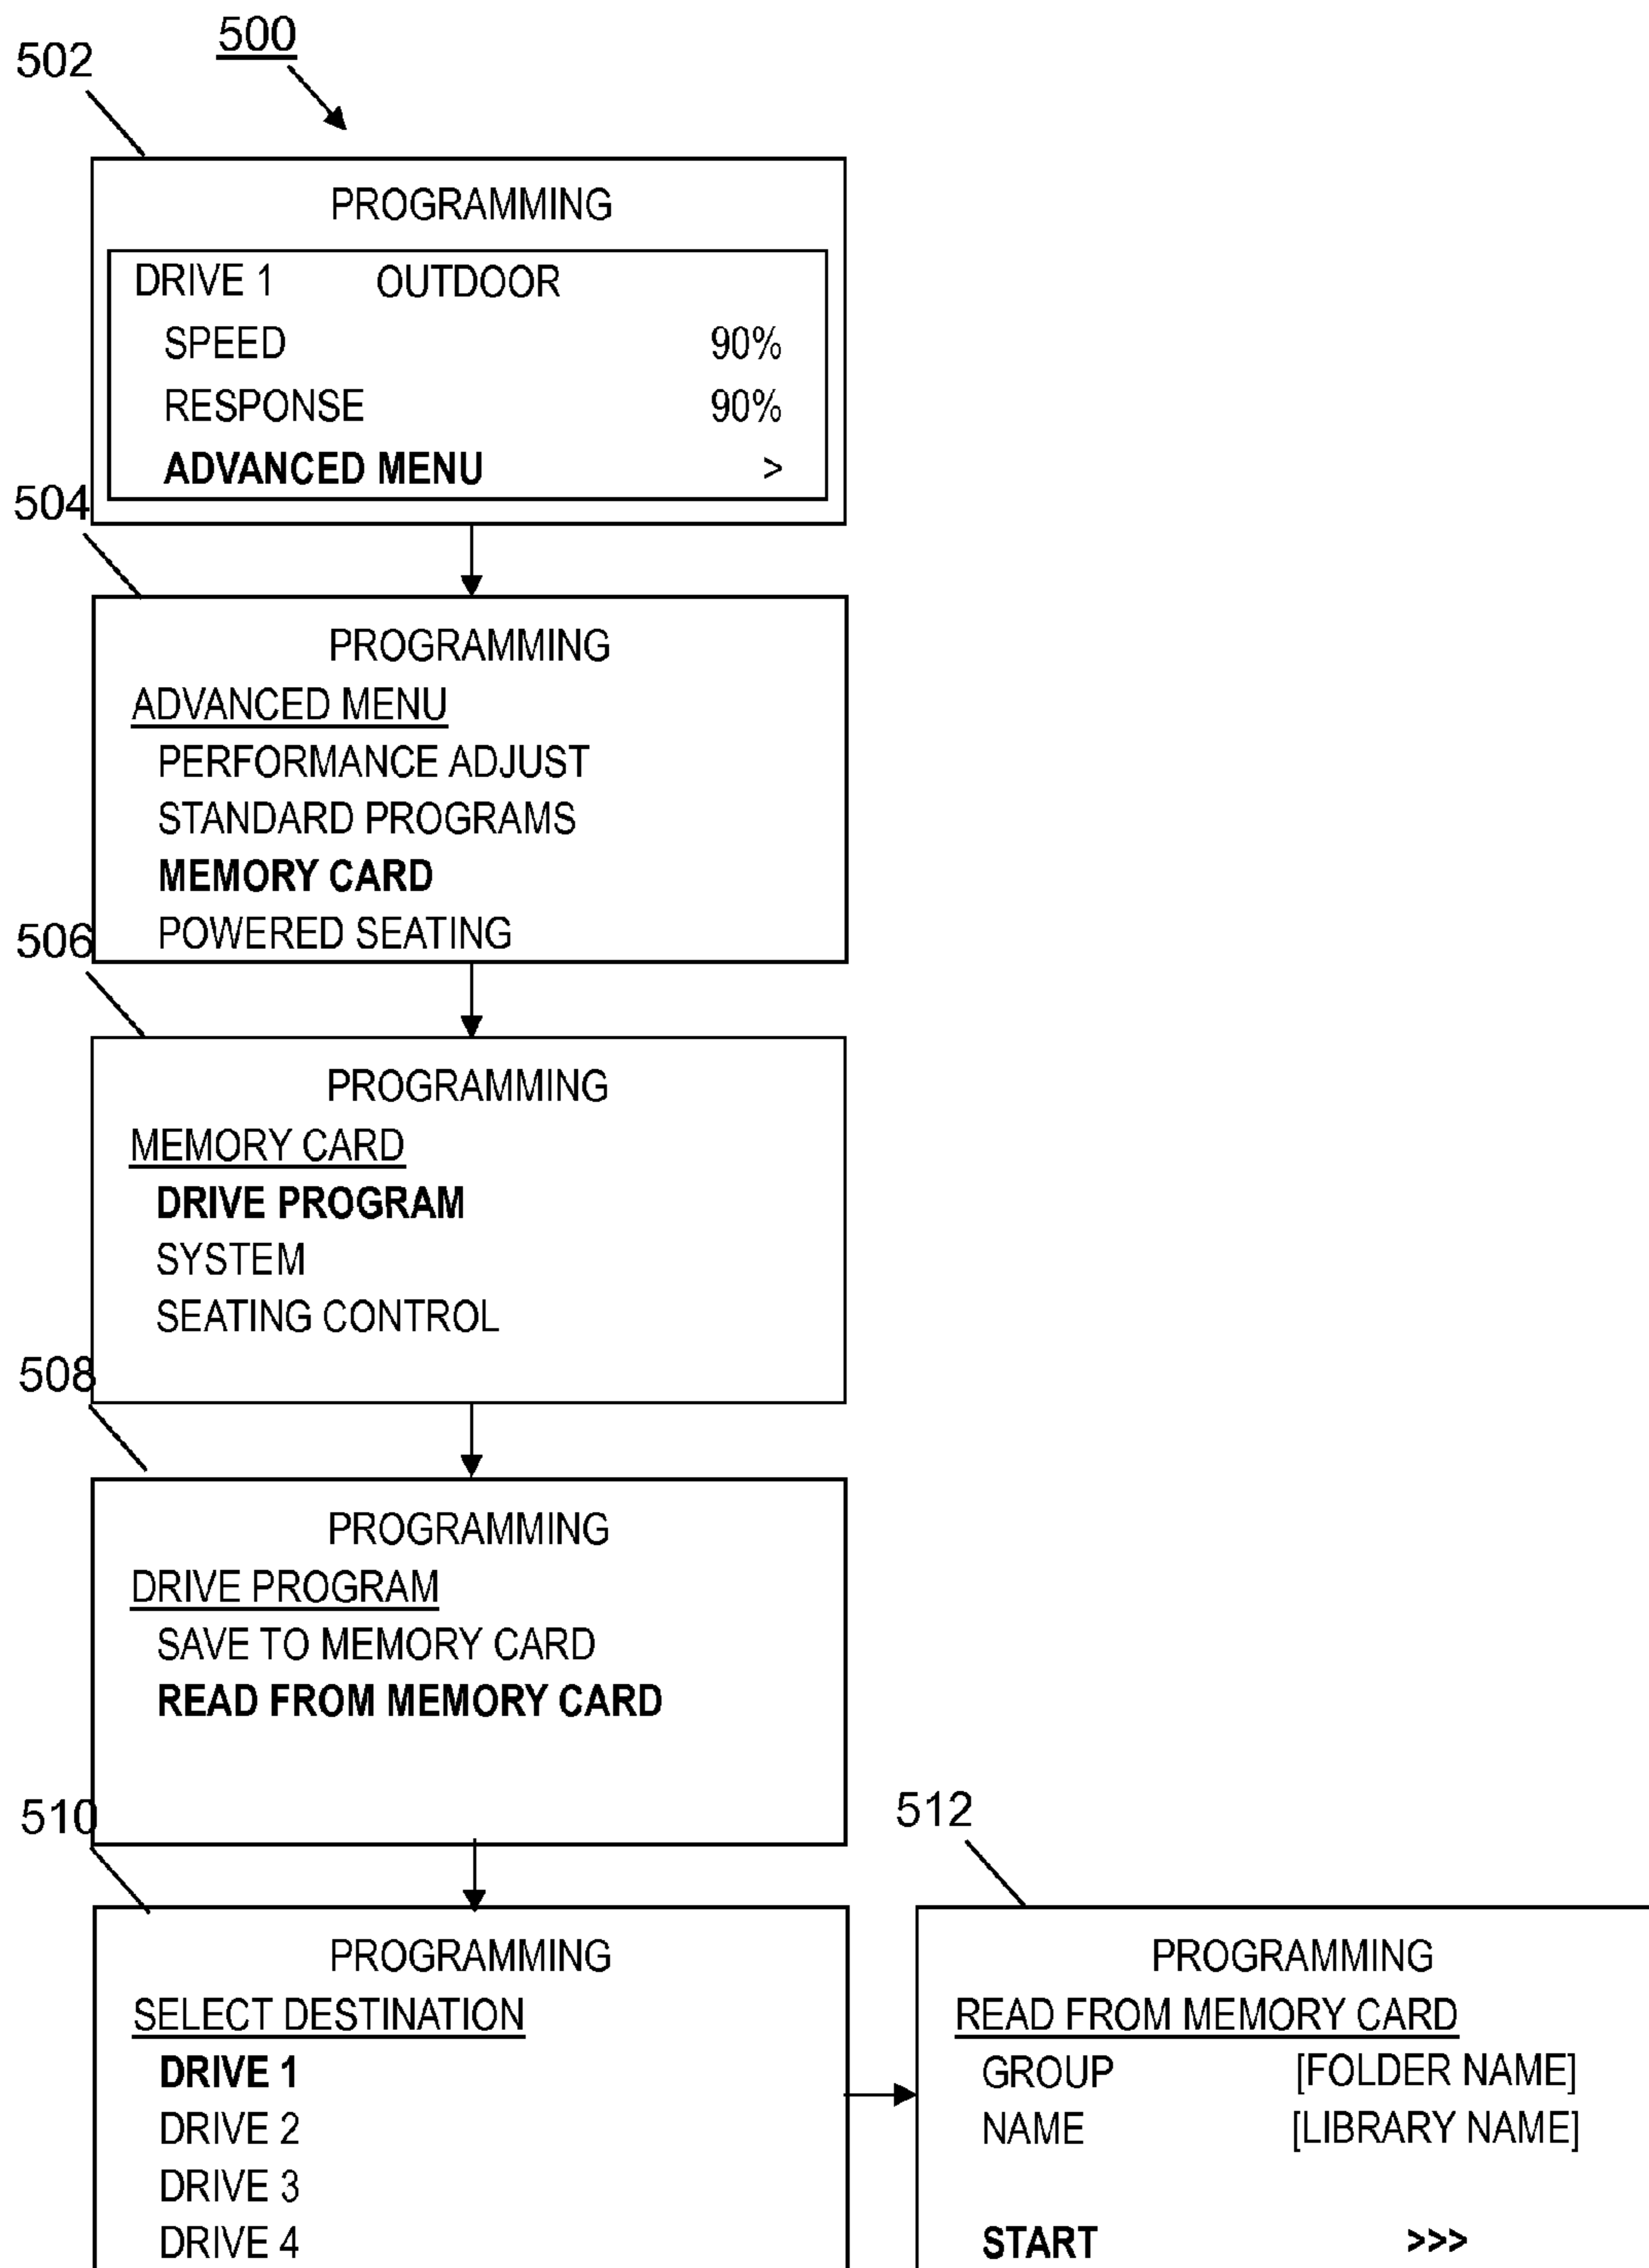 500
502
PROGRAMMING
DRIVE 1 OUTDOOR
SPEED 90%
RESPONSE 90%
ADVANCED MENU >
504
PROGRAMMING
ADVANCED MENU
PERFORMANCE ADJUST
STANDARD PROGRAMS
MEMORY CARD
POWERED SEATING
506
PROGRAMMING
MEMORY CARD
DRIVE PROGRAM
SYSTEM
SEATING CONTROL
508
PROGRAMMING
DRIVE PROGRAM
SAVE TO MEMORY CARD
READ FROM MEMORY CARD
510
PROGRAMMING
SELECT DESTINATION
DRIVE 1
DRIVE 2
DRIVE 3
DRIVE 4
512
PROGRAMMING
READ FROM MEMORY CARD
GROUP [FOLDER NAME]
NAME [LIBRARY NAME]
START >>>